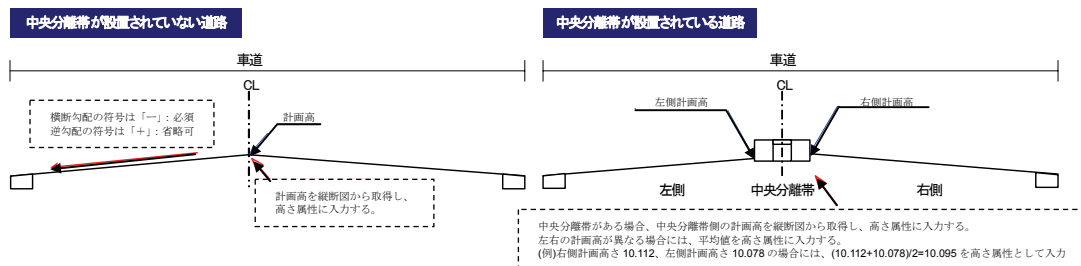 中央分離帯が設置されていない道路
車道
CL
横断勾配の符号は「－」：必須
逆勾配の符号は「＋」：省略可
計画高
計画高を縦断図から取得し、
高さ属性に入力する。
中央分離帯が設置されている道路
車道
CL
左側計画高
右側計画高
左側
中央分離帯
右側
中央分離帯がある場合、中央分離帯側の計画高を縦断図から取得し、高さ属性に入力する。
左右の計画高が異なる場合には、平均値を高さ属性に入力する。
(例)右側計画高さ 10.112、左側計画高さ 10.078 の場合には、(10.112+10.078)/2=10.095 を高さ属性として入力